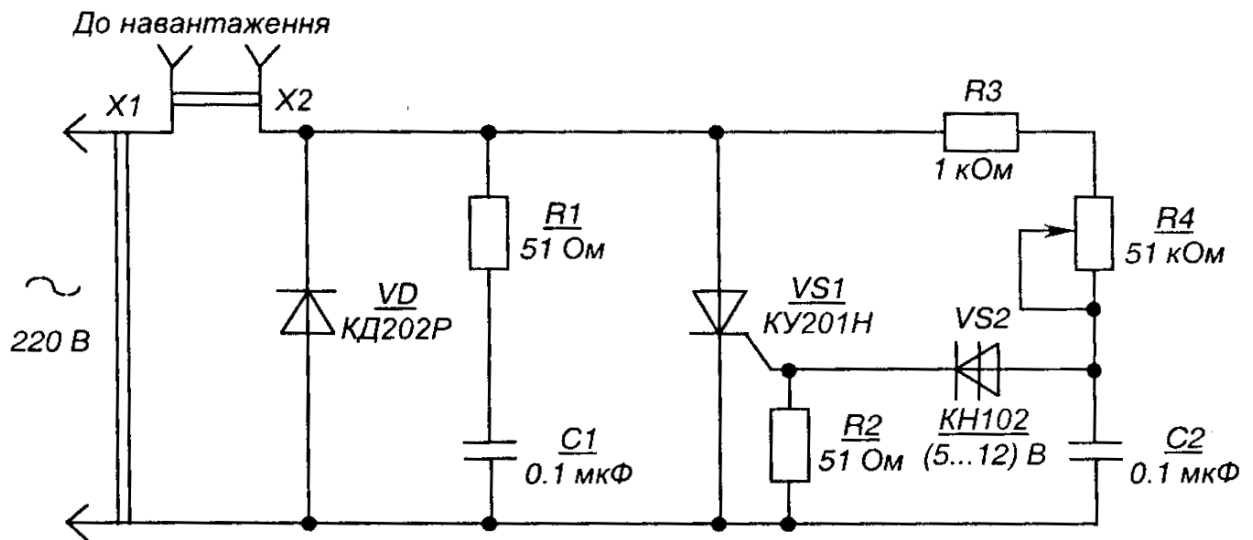 До навантаження
X1
X2
R3
1 кОм
R1
51 Ом
R4
51 кОм
VD
КД202Р
VS1
КУ201Н
VS2
220 В
КН102
(5...12) В
R2
51 Ом
C1
0.1 мкФ
C2
0.1 мкФ